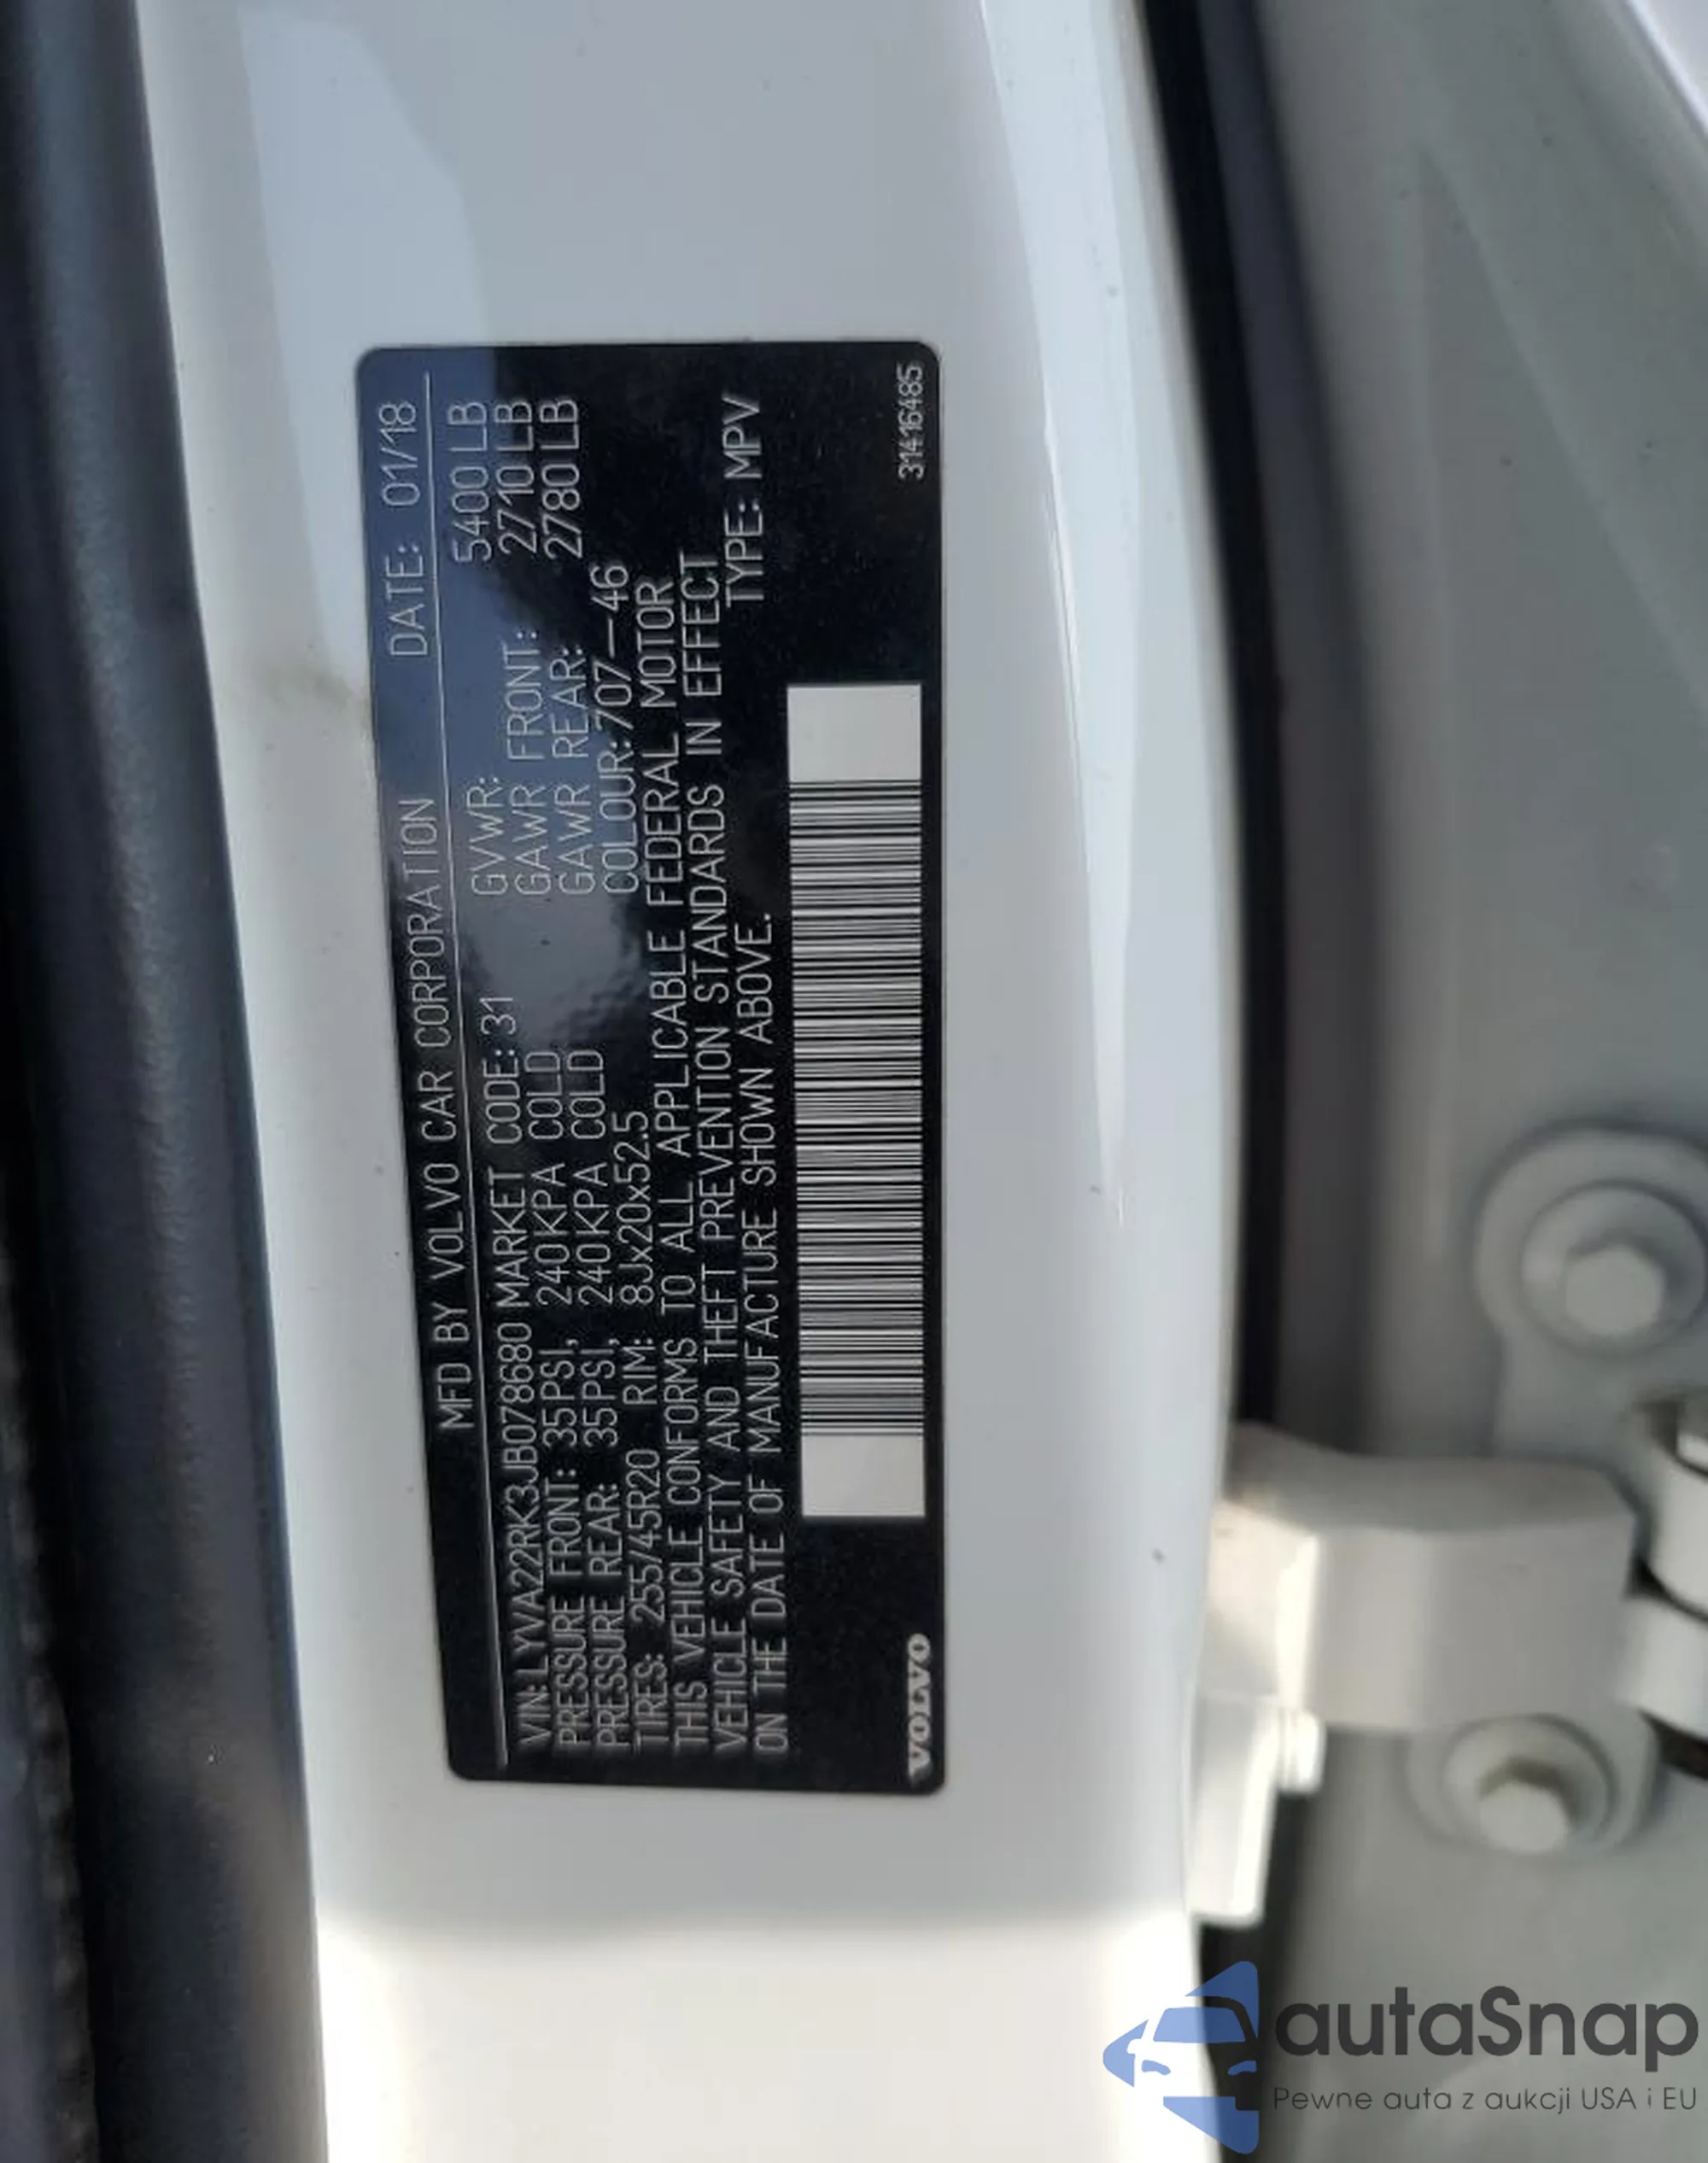 MFD BY VOLVO CAR CORPORATION DATE: 01/18
VIN: LYVA22RK3JB078680 MARKET CODE: 31 GVWR: 5400 LB
PRESSURE FRONT: 35PSI, 240KPA COLD GAWR FRONT: 2710 LB
PRESSURE REAR: 35PSI, 240KPA COLD GAWR REAR: 2780 LB
TIRES: 255/45R20 RIM: 8Jx20x52.5 COLOUR: 707-46
THIS VEHICLE CONFORMS TO ALL APPLICABLE FEDERAL MOTOR
VEHICLE SAFETY AND THEFT PREVENTION STANDARDS IN EFFECT
ON THE DATE OF MANUFACTURE SHOWN ABOVE. TYPE: MPV
VOLVO 31416485
autaSnap
Pewne auta z aukcji USA i EU